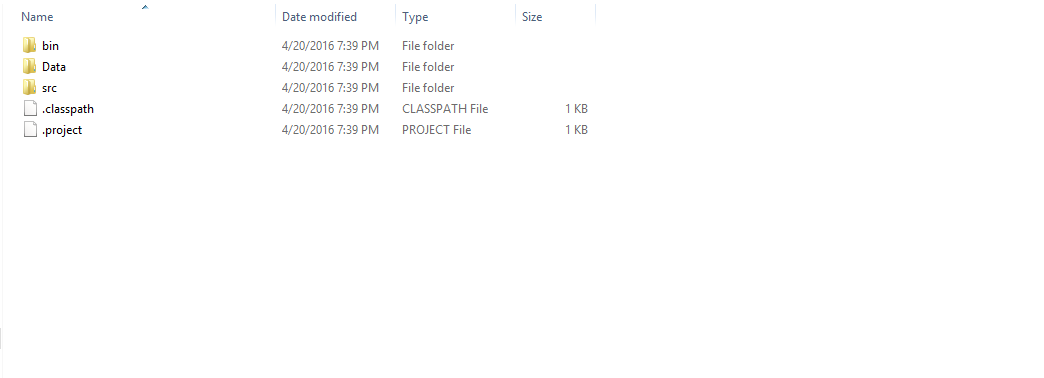 Name Date modified Type Size
bin 4/20/2016 7:39 PM File folder
Data 4/20/2016 7:39 PM File folder
src 4/20/2016 7:39 PM File folder
.classpath 4/20/2016 7:39 PM CLASSPATH File 1 KB
.project 4/20/2016 7:39 PM PROJECT File 1 KB